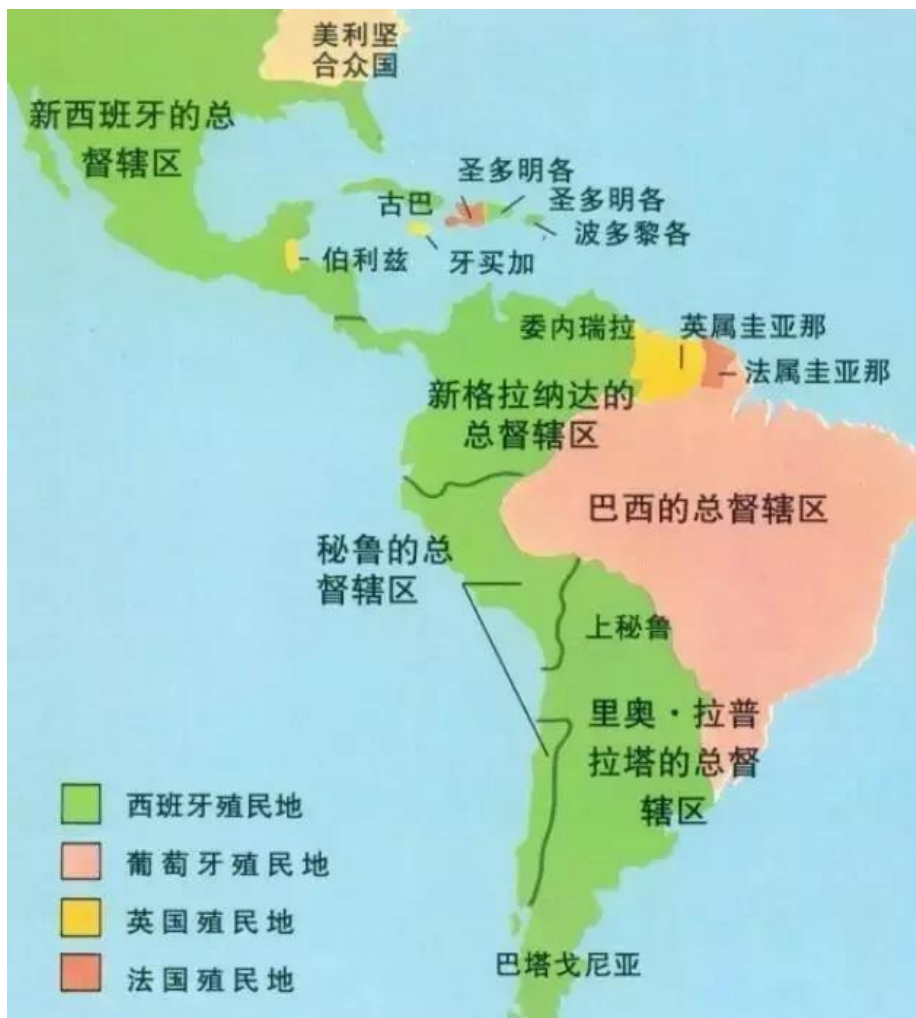 美利坚
合众国
新西班牙的总
督辖区
圣多明各
古巴
圣多明各
波多黎各
伯利兹
牙买加
委内瑞拉
英属圭亚那
法属圭亚那
新格拉纳达的
总督辖区
巴西的总督辖区
秘鲁的总
督辖区
上秘鲁
里奥·拉普
拉塔的总督
辖区
西班牙殖民地
葡萄牙殖民地
英国殖民地
法国殖民地
巴塔戈尼亚